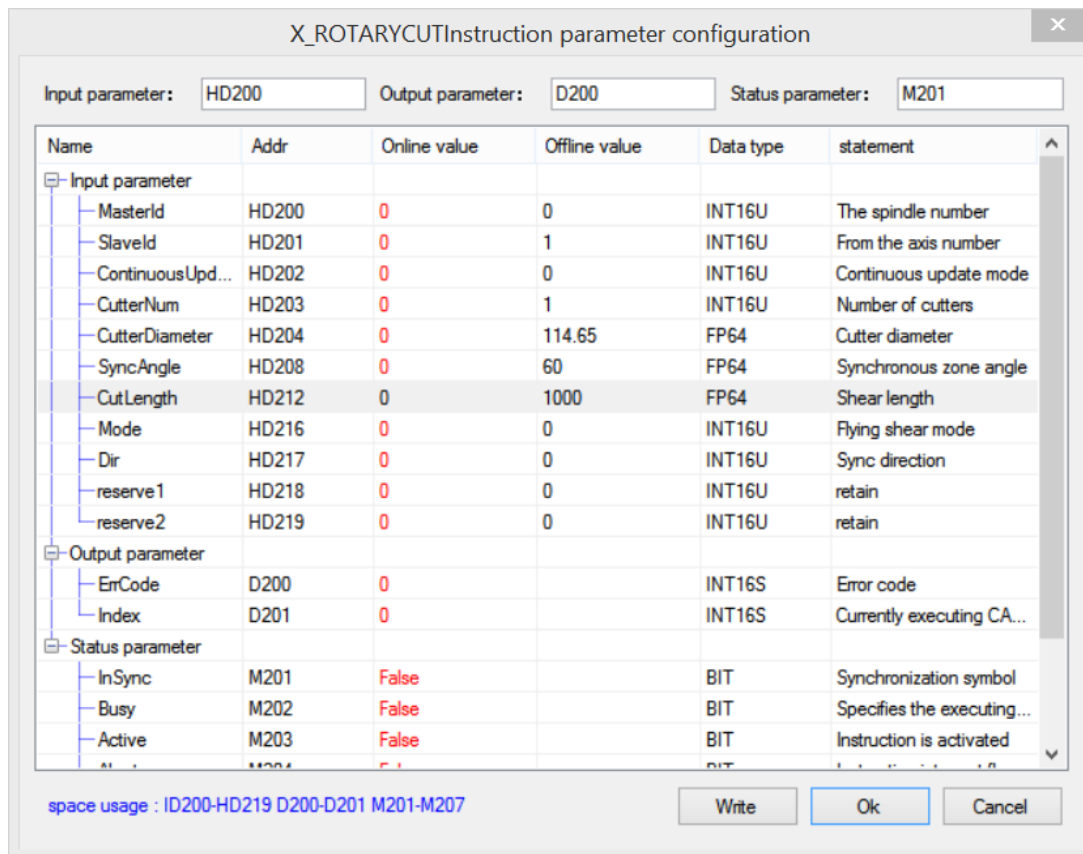 X_ROTARYCUTInstruction parameter configuration
Input parameter: HD200 Output parameter: D200 Status parameter: M201
Name Addr Online value Offline value Data type statement
Input parameter
MasterId HD200 0 0 INT16U The spindle number
SlaveId HD201 0 1 INT16U From the axis number
ContinuousUpd... HD202 0 0 INT16U Continuous update mode
CutterNum HD203 0 1 INT16U Number of cutters
CutterDiameter HD204 0 114.65 FP64 Cutter diameter
SyncAngle HD208 0 60 FP64 Synchronous zone angle
CutLength HD212 0 1000 FP64 Shear length
Mode HD216 0 0 INT16U Flying shear mode
Dir HD217 0 0 INT16U Sync direction
reserve1 HD218 0 0 INT16U retain
reserve2 HD219 0 0 INT16U retain
Output parameter
ErrCode D200 0 INT16S Error code
Index D201 0 INT16S Currently executing CA...
Status parameter
InSync M201 False BIT Synchronization symbol
Busy M202 False BIT Specifies the executing...
Active M203 False BIT Instruction is activated
space usage : ID200-HD219 D200-D201 M201-M207
Write Ok Cancel